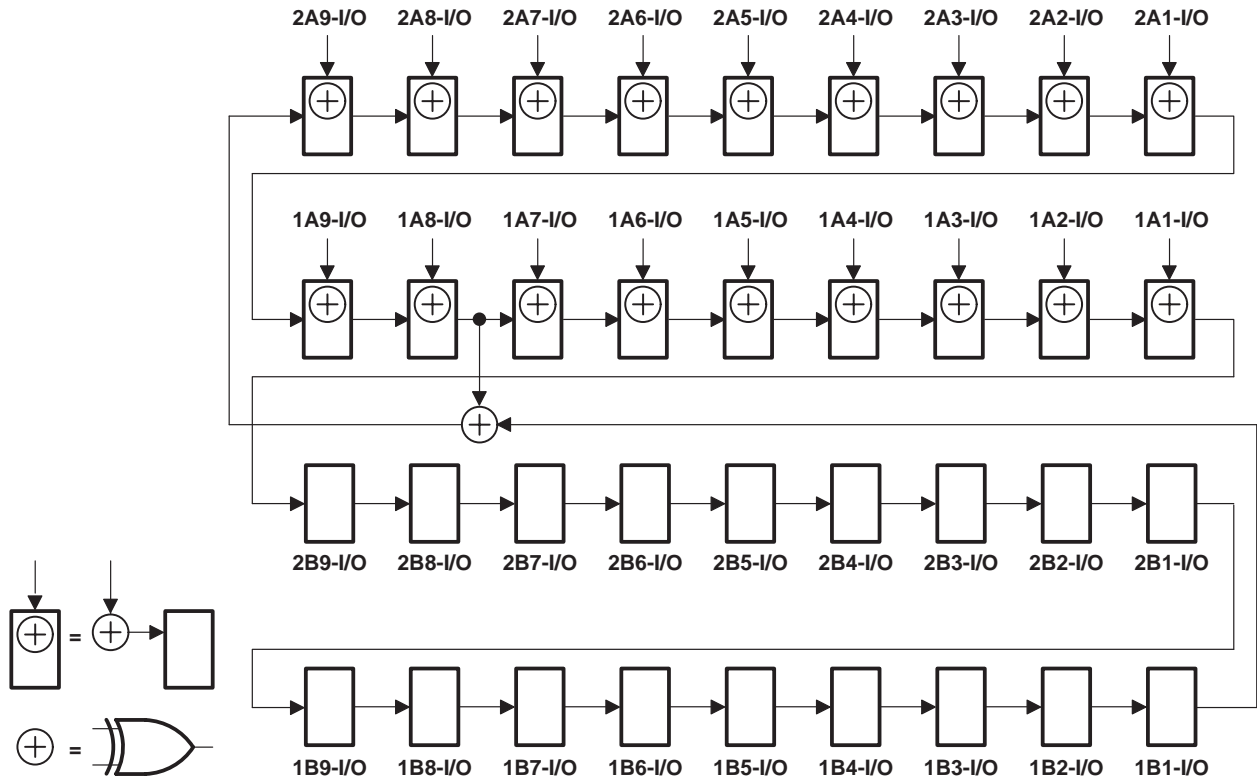 2A9-I/O 2A8-I/O 2A7-I/O 2A6-I/O 2A5-I/O 2A4-I/O 2A3-I/O 2A2-I/O 2A1-I/O
1A9-I/O 1A8-I/O 1A7-I/O 1A6-I/O 1A5-I/O 1A4-I/O 1A3-I/O 1A2-I/O 1A1-I/O
2B9-I/O 2B8-I/O 2B7-I/O 2B6-I/O 2B5-I/O 2B4-I/O 2B3-I/O 2B2-I/O 2B1-I/O
=
=
1B9-I/O 1B8-I/O 1B7-I/O 1B6-I/O 1B5-I/O 1B4-I/O 1B3-I/O 1B2-I/O 1B1-I/O